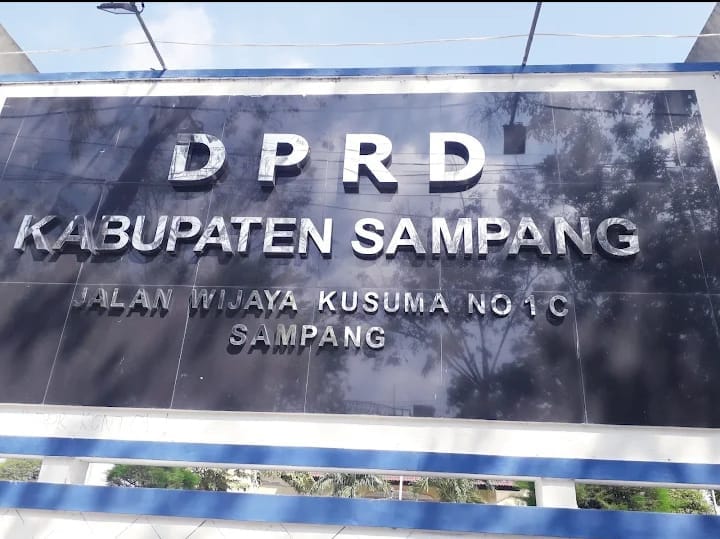 DPRD
KABUPATEN SAMPANG
JALAN WIJAYA KUSUMA NO 1 C
SAMPANG